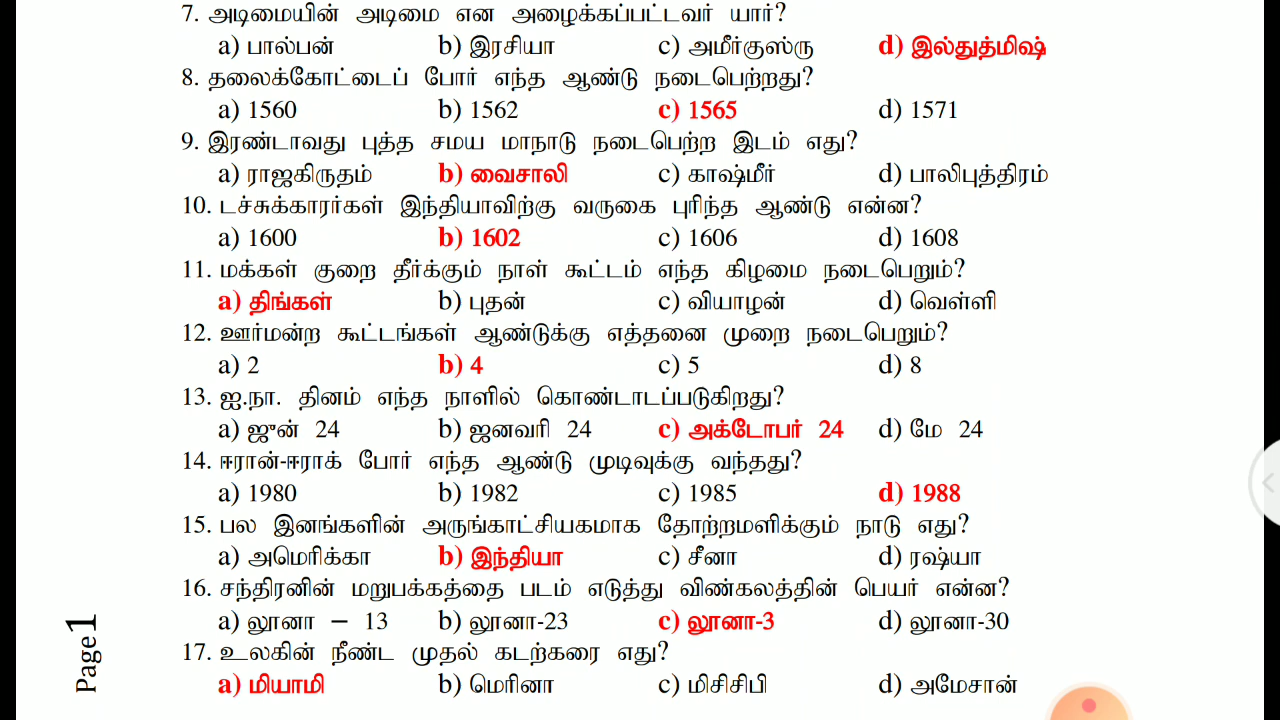 7. அடிமையின் அடிமை என அழைக்கப்பட்டவர் யார்?
a) பால்பன் b) இரசியா c) அமீர்குஸ்ரு d) இல்துத்மிஷ்
8. தலைக்கோட்டைப் போர் எந்த ஆண்டு நடைபெற்றது?
a) 1560 b) 1562 c) 1565 d) 1571
9. இரண்டாவது புத்த சமய மாநாடு நடைபெற்ற இடம் எது?
a) ராஜகிருதம் b) வைசாலி c) காஷ்மீர் d) பாலிபுத்திரம்
10. டச்சுக்காரர்கள் இந்தியாவிற்கு வருகை புரிந்த ஆண்டு என்ன?
a) 1600 b) 1602 c) 1606 d) 1608
11. மக்கள் குறை தீர்க்கும் நாள் கூட்டம் எந்த கிழமை நடைபெறும்?
a) திங்கள் b) புதன் c) வியாழன் d) வெள்ளி
12. ஊர்மன்ற கூட்டங்கள் ஆண்டுக்கு எத்தனை முறை நடைபெறும்?
a) 2 b) 4 c) 5 d) 8
13. ஐ.நா. தினம் எந்த நாளில் கொண்டாடப்படுகிறது?
a) ஜுன் 24 b) ஜனவரி 24 c) அக்டோபர் 24 d) மே 24
14. ஈரான்-ஈராக் போர் எந்த ஆண்டு முடிவுக்கு வந்தது?
a) 1980 b) 1982 c) 1985 d) 1988
15. பல இனங்களின் அருங்காட்சியகமாக தோற்றமளிக்கும் நாடு எது?
a) அமெரிக்கா b) இந்தியா c) சீனா d) ரஷ்யா
16. சந்திரனின் மறுபக்கத்தை படம் எடுத்து விண்கலத்தின் பெயர் என்ன?
a) லூனா – 13 b) லூனா-23 c) லூனா-3 d) லூனா-30
17. உலகின் நீண்ட முதல் கடற்கரை எது?
a) மியாமி b) மெரினா c) மிசிசிபி d) அமேசான்
Page 1